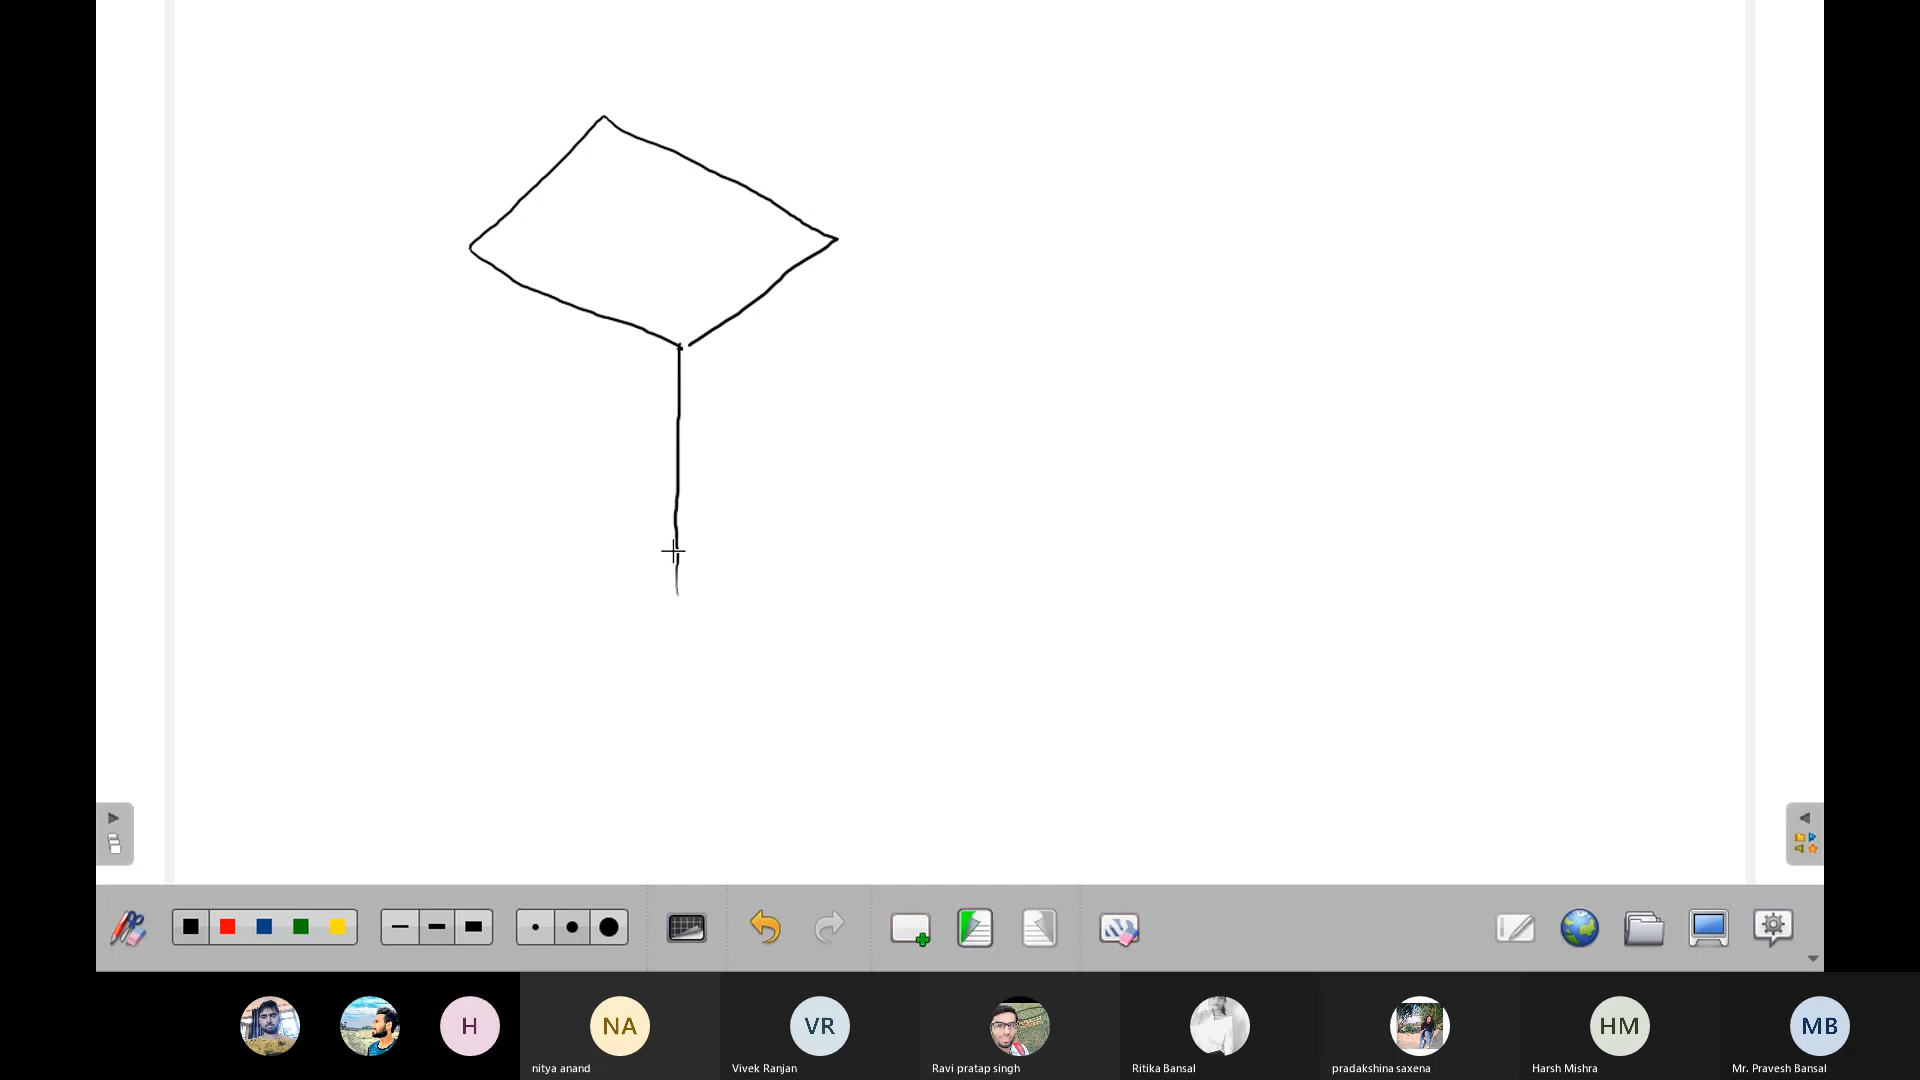 H
NA
VR
HM
MB
nitya anand
Vivek Ranjan
Ravi pratap singh
Ritika Bansal
pradakshina saxena
Harsh Mishra
Mr. Pravesh Bansal